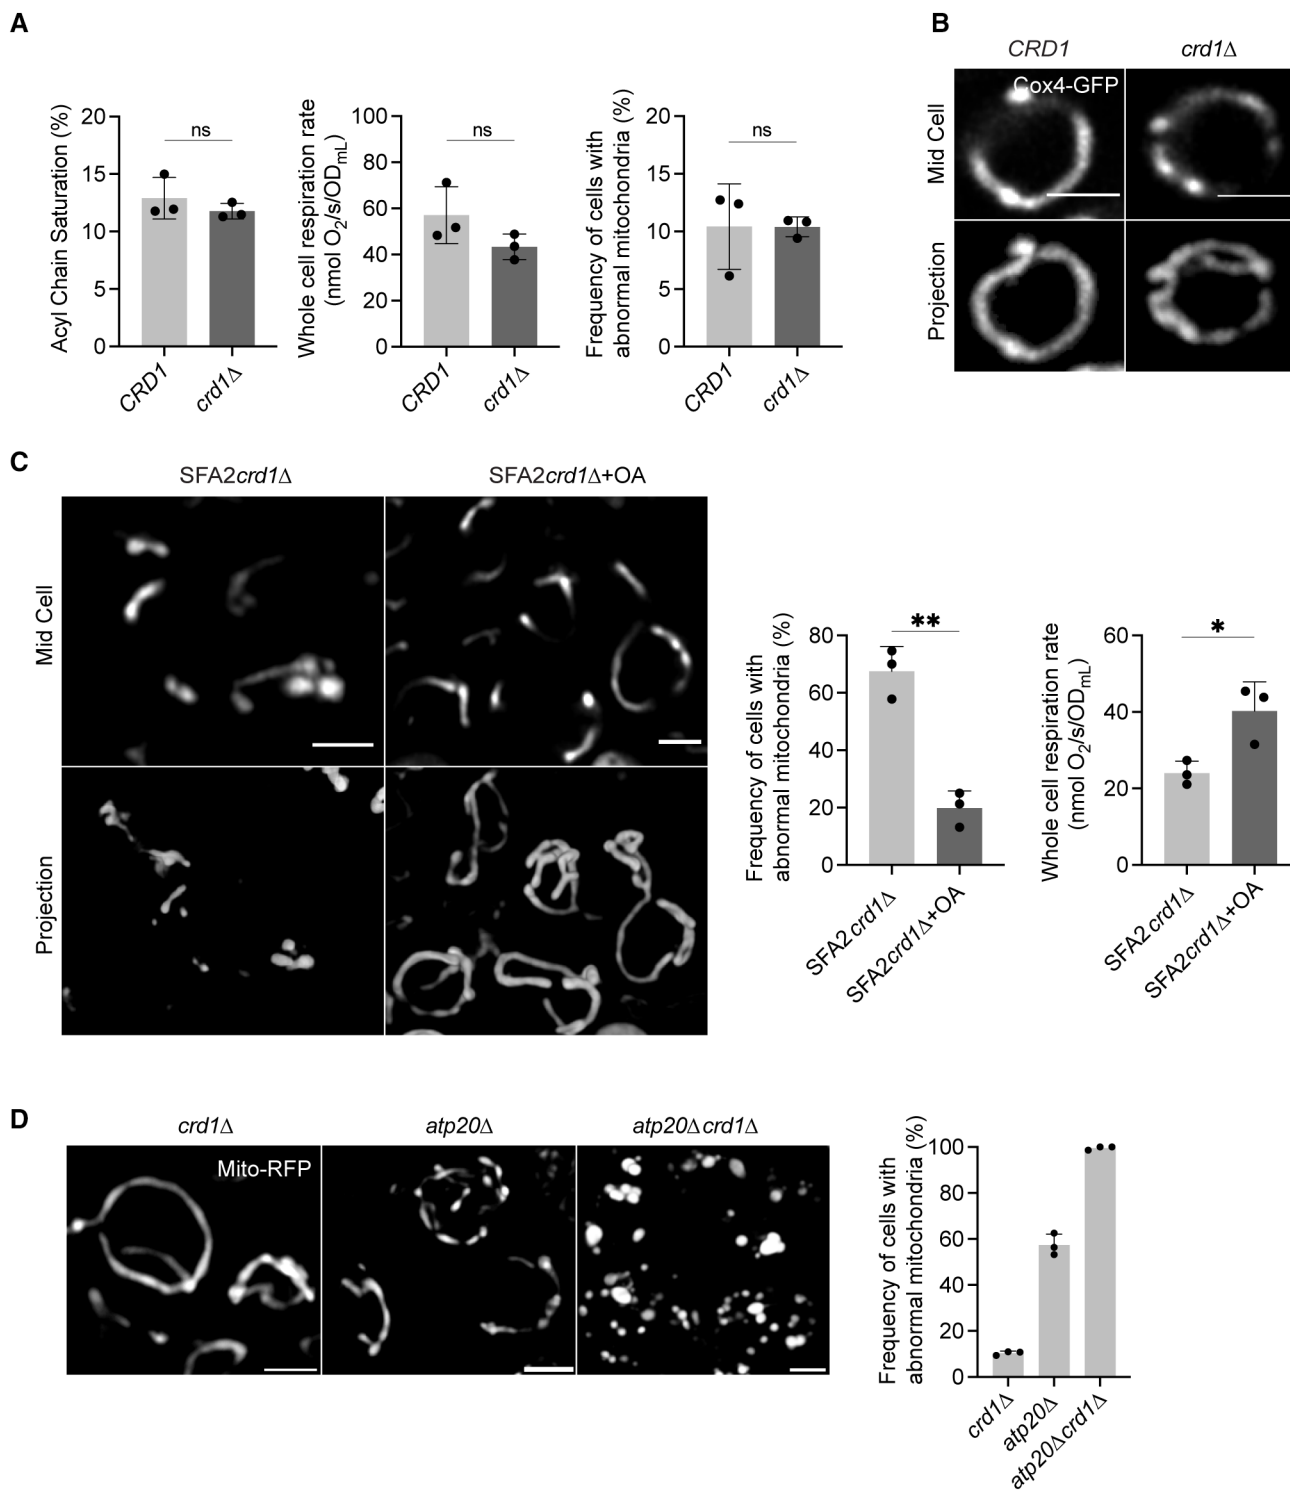 A
Acyl Chain Saturation (%)
20
15
10
5
0
ns
CRD1
crd1Δ
Whole cell respiration rate
(nmol O2/s/ODmL)
100
80
60
40
20
0
ns
CRD1
crd1Δ
Frequency of cells with
abnormal mitochondria (%)
20
15
10
5
0
ns
CRD1
crd1Δ
B
CRD1
crd1Δ
Mid Cell
Cox4-GFP
Projection
C
SFA2crd1Δ
SFA2crd1Δ+OA
Mid Cell
Projection
Frequency of cells with
abnormal mitochondria (%)
80
60
40
20
0
**
SFA2crd1Δ
SFA2crd1Δ+OA
Whole cell respiration rate
(nmol O2/s/ODmL)
60
40
20
0
*
SFA2crd1Δ
SFA2crd1Δ+OA
D
crd1Δ
atp20Δ
atp20Δcrd1Δ
Mito-RFP
Frequency of cells with
abnormal mitochondria (%)
100
80
60
40
20
0
crd1Δ
atp20Δ
atp20Δcrd1Δ